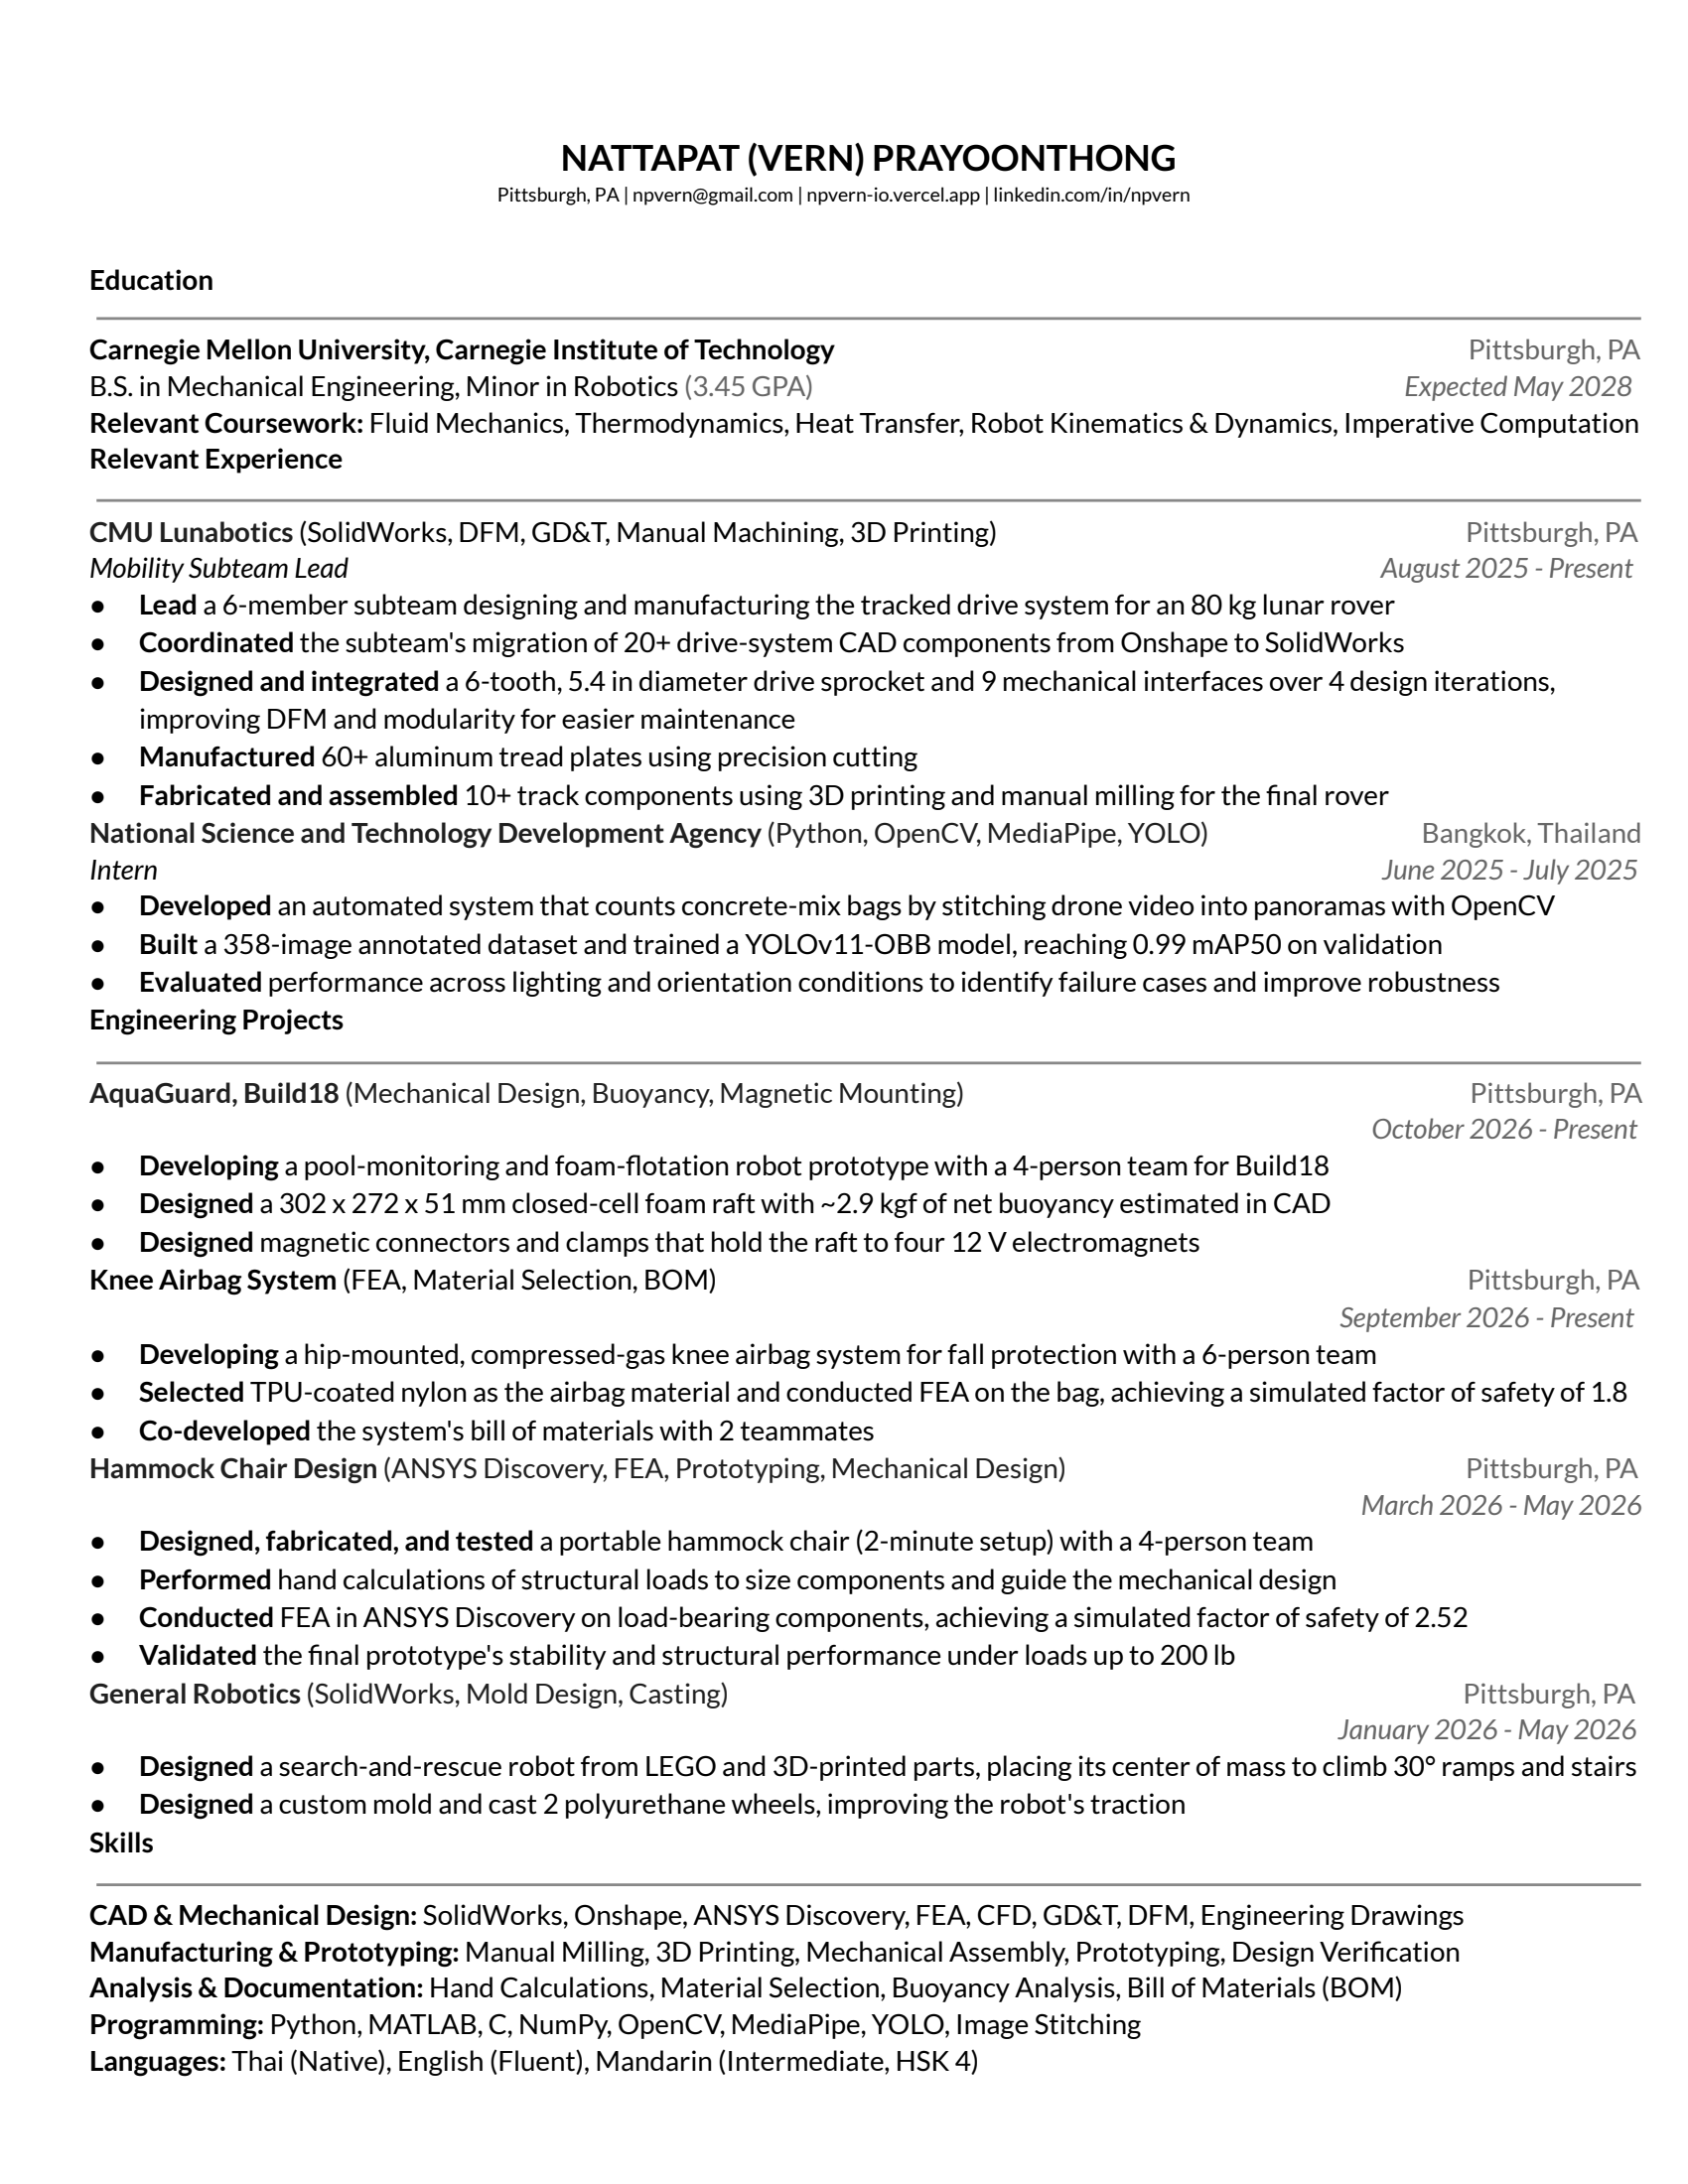 NATTAPAT (VERN) PRAYOONTHONG
Pittsburgh, PA | npvern@gmail.com | npvern-io.vercel.app | linkedin.com/in/npvern
Education
Carnegie Mellon University, Carnegie Institute of Technology Pittsburgh, PA
B.S. in Mechanical Engineering, Minor in Robotics (3.45 GPA) Expected May 2028
Relevant Coursework: Fluid Mechanics, Thermodynamics, Heat Transfer, Robot Kinematics & Dynamics, Imperative Computation
Relevant Experience
CMU Lunabotics (SolidWorks, DFM, GD&T, Manual Machining, 3D Printing) Pittsburgh, PA
Mobility Subteam Lead August 2025 - Present
● Lead a 6-member subteam designing and manufacturing the tracked drive system for an 80 kg lunar rover
● Coordinated the subteam's migration of 20+ drive-system CAD components from Onshape to SolidWorks
● Designed and integrated a 6-tooth, 5.4 in diameter drive sprocket and 9 mechanical interfaces over 4 design iterations,
improving DFM and modularity for easier maintenance
● Manufactured 60+ aluminum tread plates using precision cutting
● Fabricated and assembled 10+ track components using 3D printing and manual milling for the final rover
National Science and Technology Development Agency (Python, OpenCV, MediaPipe, YOLO) Bangkok, Thailand
Intern June 2025 - July 2025
● Developed an automated system that counts concrete-mix bags by stitching drone video into panoramas with OpenCV
● Built a 358-image annotated dataset and trained a YOLOv11-OBB model, reaching 0.99 mAP50 on validation
● Evaluated performance across lighting and orientation conditions to identify failure cases and improve robustness
Engineering Projects
AquaGuard, Build18 (Mechanical Design, Buoyancy, Magnetic Mounting) Pittsburgh, PA
October 2026 - Present
● Developing a pool-monitoring and foam-flotation robot prototype with a 4-person team for Build18
● Designed a 302 x 272 x 51 mm closed-cell foam raft with ~2.9 kgf of net buoyancy estimated in CAD
● Designed magnetic connectors and clamps that hold the raft to four 12 V electromagnets
Knee Airbag System (FEA, Material Selection, BOM) Pittsburgh, PA
September 2026 - Present
● Developing a hip-mounted, compressed-gas knee airbag system for fall protection with a 6-person team
● Selected TPU-coated nylon as the airbag material and conducted FEA on the bag, achieving a simulated factor of safety of 1.8
● Co-developed the system's bill of materials with 2 teammates
Hammock Chair Design (ANSYS Discovery, FEA, Prototyping, Mechanical Design) Pittsburgh, PA
March 2026 - May 2026
● Designed, fabricated, and tested a portable hammock chair (2-minute setup) with a 4-person team
● Performed hand calculations of structural loads to size components and guide the mechanical design
● Conducted FEA in ANSYS Discovery on load-bearing components, achieving a simulated factor of safety of 2.52
● Validated the final prototype's stability and structural performance under loads up to 200 lb
General Robotics (SolidWorks, Mold Design, Casting) Pittsburgh, PA
January 2026 - May 2026
● Designed a search-and-rescue robot from LEGO and 3D-printed parts, placing its center of mass to climb 30° ramps and stairs
● Designed a custom mold and cast 2 polyurethane wheels, improving the robot's traction
Skills
CAD & Mechanical Design: SolidWorks, Onshape, ANSYS Discovery, FEA, CFD, GD&T, DFM, Engineering Drawings
Manufacturing & Prototyping: Manual Milling, 3D Printing, Mechanical Assembly, Prototyping, Design Verification
Analysis & Documentation: Hand Calculations, Material Selection, Buoyancy Analysis, Bill of Materials (BOM)
Programming: Python, MATLAB, C, NumPy, OpenCV, MediaPipe, YOLO, Image Stitching
Languages: Thai (Native), English (Fluent), Mandarin (Intermediate, HSK 4)